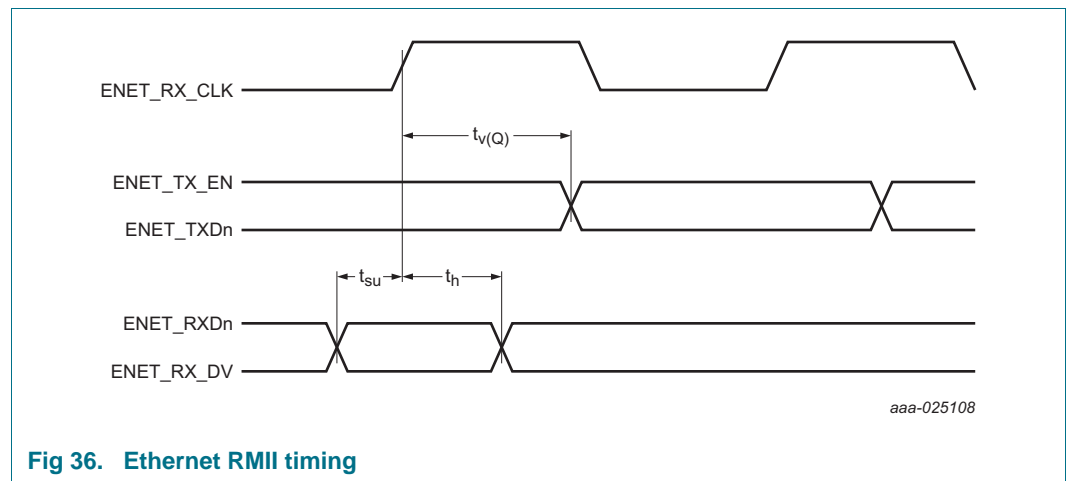 ENET_RX_CLK
tv(Q)
ENET_TX_EN
ENET_TXDn
tsu
th
ENET_RXDn
ENET_RX_DV
aaa-025108
Fig 36. Ethernet RMII timing